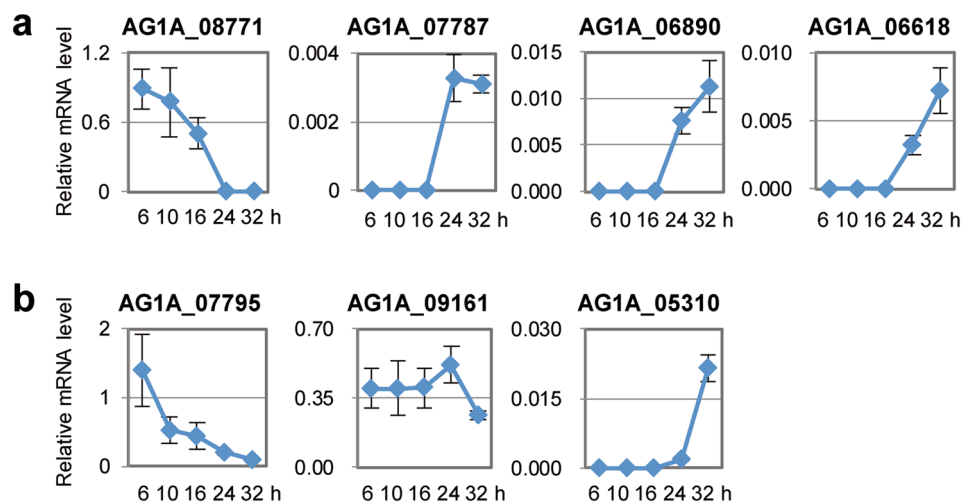 a
AG1A_08771 AG1A_07787 AG1A_06890 AG1A_06618
Relative mRNA level
1.2
0.6
0
6 10 16 24 32 h
0.004
0.002
0
6 10 16 24 32 h
0.015
0.010
0.005
0.000
6 10 16 24 32 h
0.010
0.005
0.000
6 10 16 24 32 h
b
AG1A_07795 AG1A_09161 AG1A_05310
Relative mRNA level
2
1
0
6 10 16 24 32 h
0.70
0.35
0.00
6 10 16 24 32 h
0.030
0.015
0.000
6 10 16 24 32 h